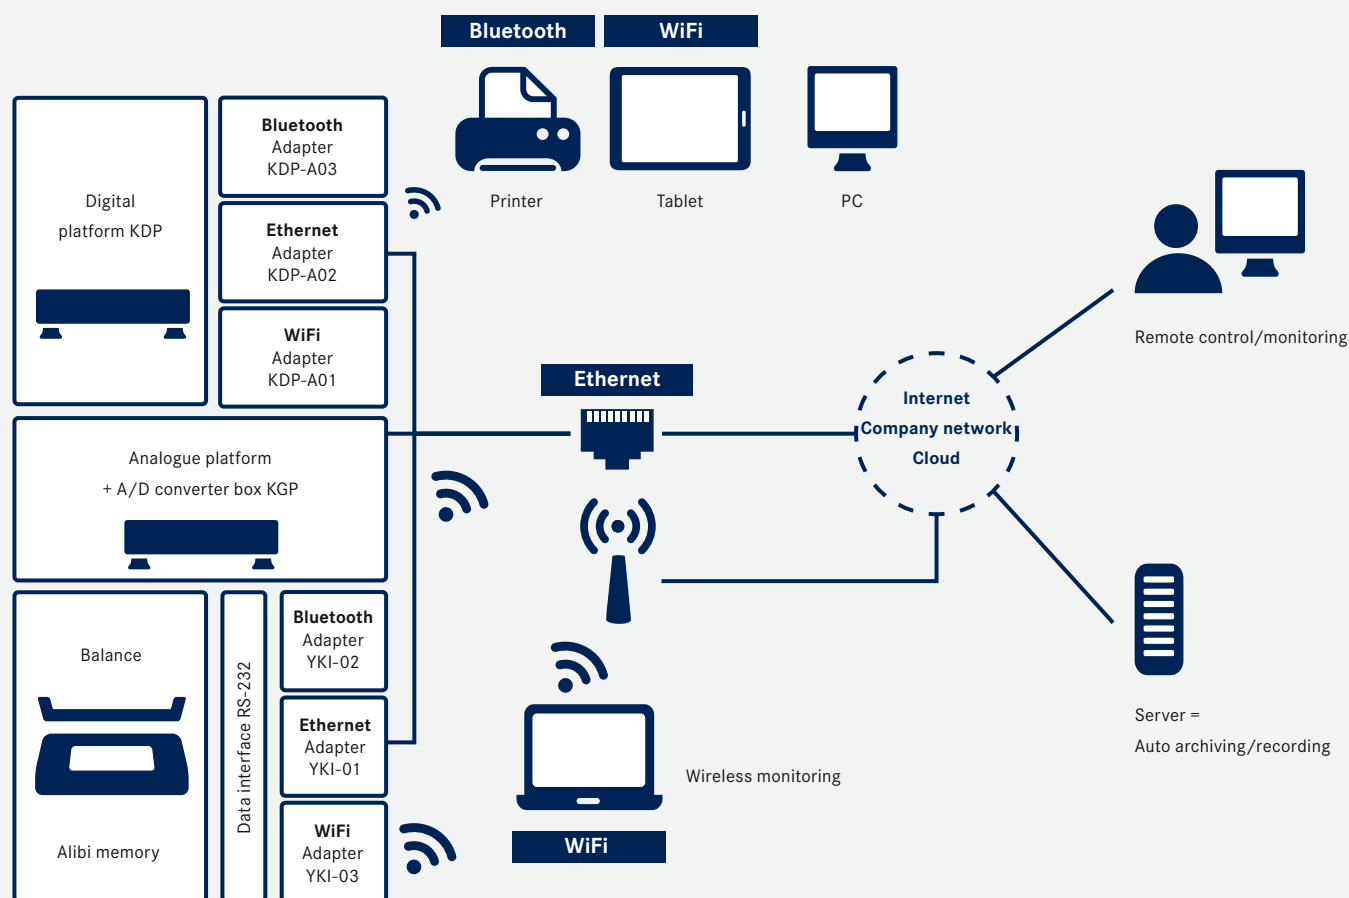 Bluetooth
WiFi
Printer
Tablet
PC
Digital
platform KDP
Bluetooth
Adapter
KDP-A03
Ethernet
Adapter
KDP-A02
WiFi
Adapter
KDP-A01
Analogue platform
+ A/D converter box KGP
Balance
Alibi memory
Data interface RS-232
Bluetooth
Adapter
YKI-02
Ethernet
Adapter
YKI-01
WiFi
Adapter
YKI-03
Ethernet
Wireless monitoring
WiFi
Internet
Company network
Cloud
Remote control/monitoring
Server =
Auto archiving/recording